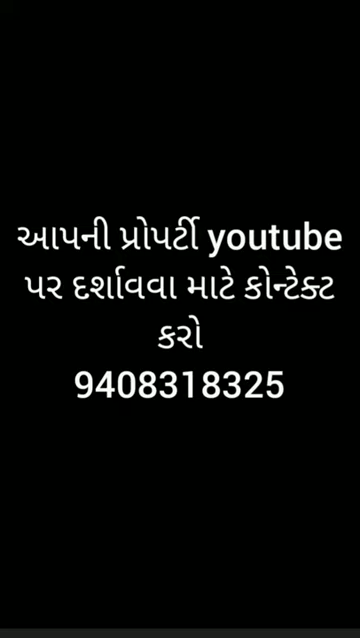 આપની પ્રોપર્ટી youtube
પર દર્શાવવા માટે કોન્ટેક્ટ
કરો
9408318325